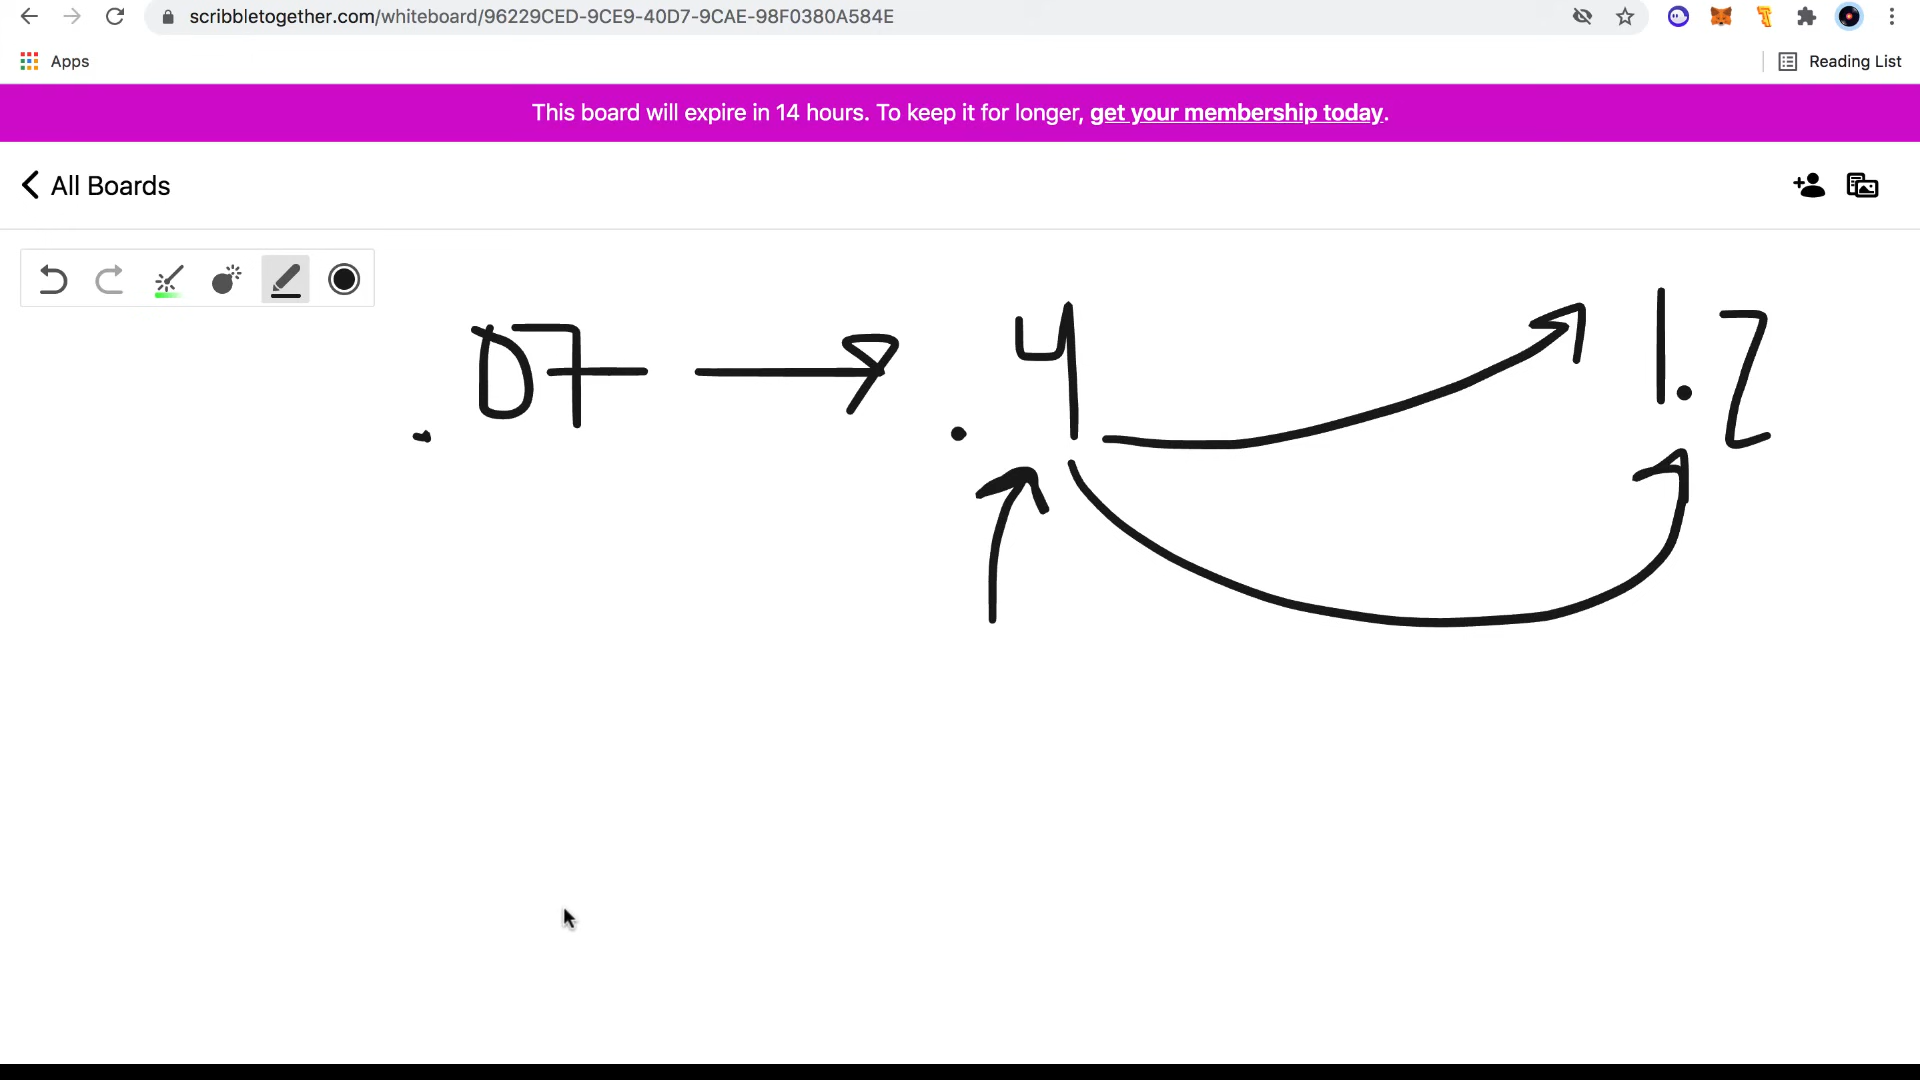 scribbletogether.com/whiteboard/96229CED-9CE9-40D7-9CAE-98F0380A584E
Apps
Reading List
This board will expire in 14 hours. To keep it for longer, get your membership today.
All Boards
.07 .4 1.2